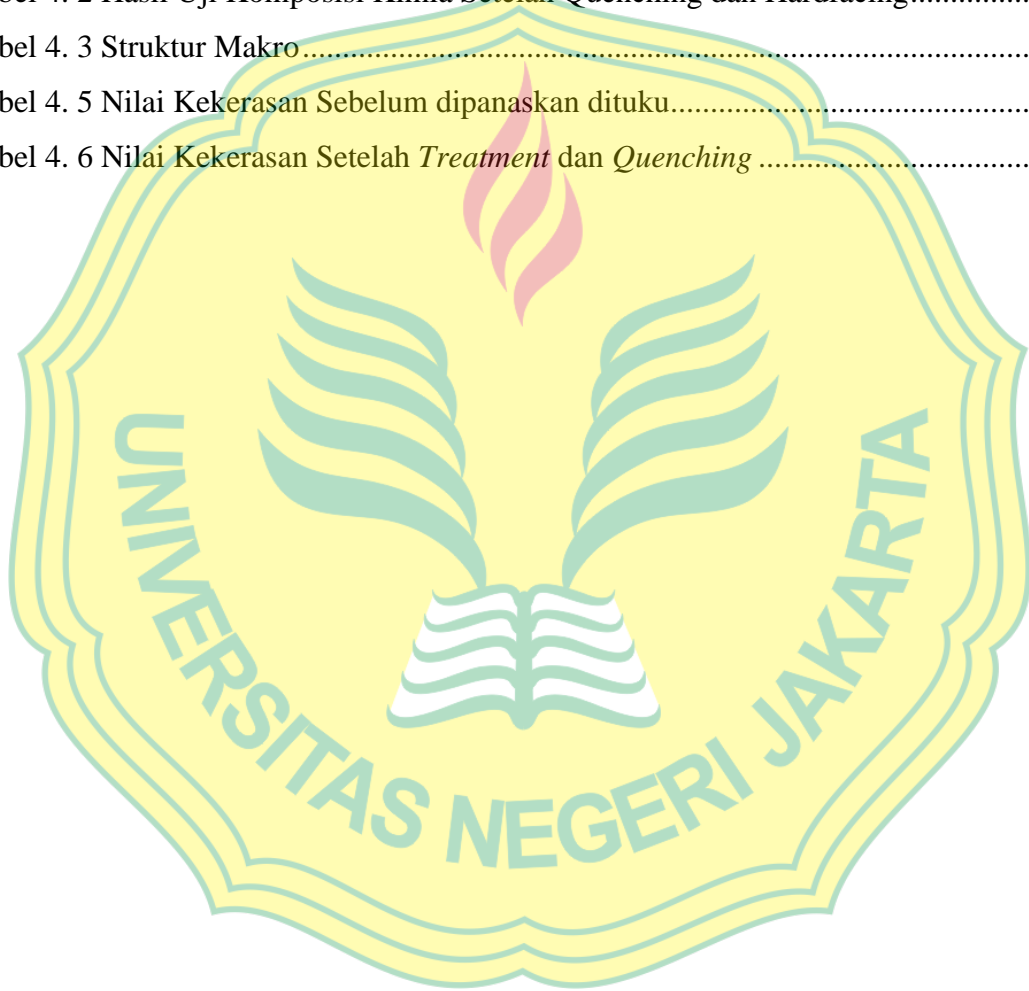 bel 4. 2 Hasil Uji Komposisi Kimia Setelah Quenching dan Hardfacing..............
bel 4. 3 Struktur Makro..........................................................................................
bel 4. 5 Nilai Kekerasan Sebelum dipanaskan dituku............................................
bel 4. 6 Nilai Kekerasan Setelah Treatment dan Quenching .................................
UNIVERSITAS NEGERI JAKARTA